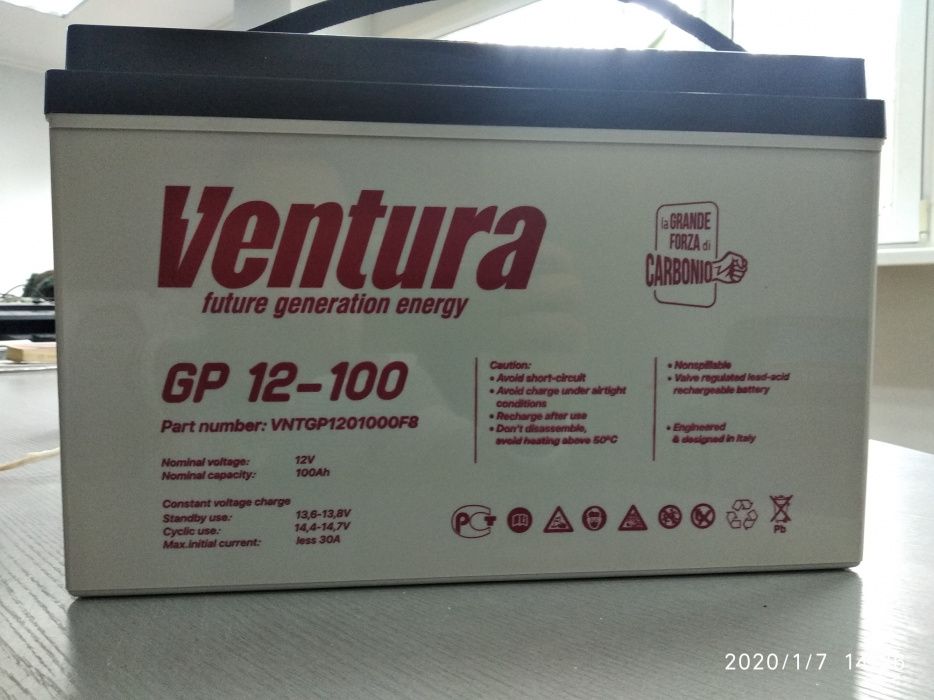 Ventura
future generation energy
la GRANDE
FORZA di
CARBONIO
GP 12-100
Part number: VNTGP1201000F8
Nominal voltage: 12V
Nominal capacity: 100Ah
Constant voltage charge
Standby use: 13,6-13,8V
Cyclic use: 14,4-14,7V
Max.initial current: less 30A
Caution:
• Avoid short-circuit
• Avoid charge under airtight
conditions
• Recharge after use
• Don't disassemble,
avoid heating above 50ºC
• Nonspillable
• Valve regulated lead-acid
rechargeable battery
• Engineered
& designed in Italy
РСТ
Pb
2020/1/7